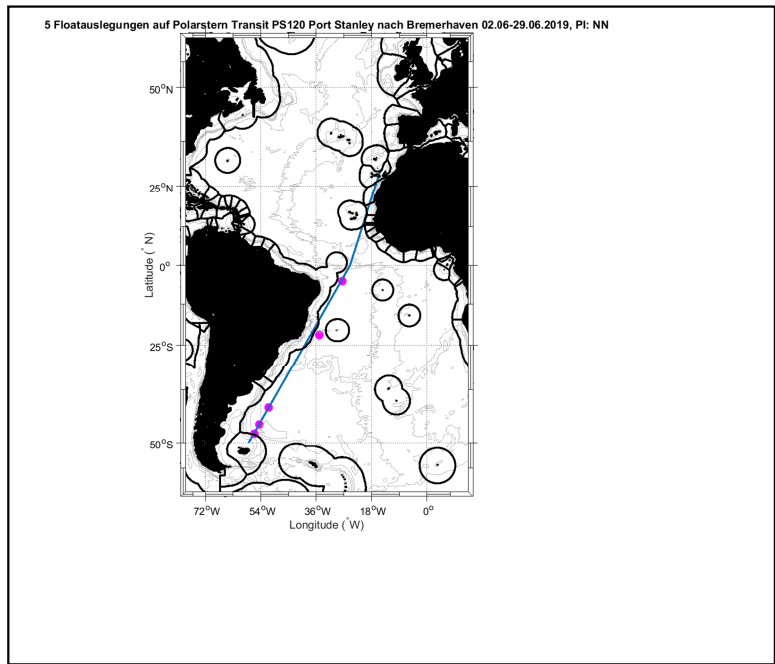 5 Floatauslegungen auf Polarstern Transit PS120 Port Stanley nach Bremerhaven 02.06-29.06.2019, PI: NN
50°N
25°N
0°
25°S
50°S
Latitude (° N)
72°W
54°W
36°W
18°W
0°
Longitude (°W)